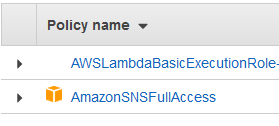 Policy name
AWSLambdaBasicExecutionRole-
AmazonSNSFullAccess